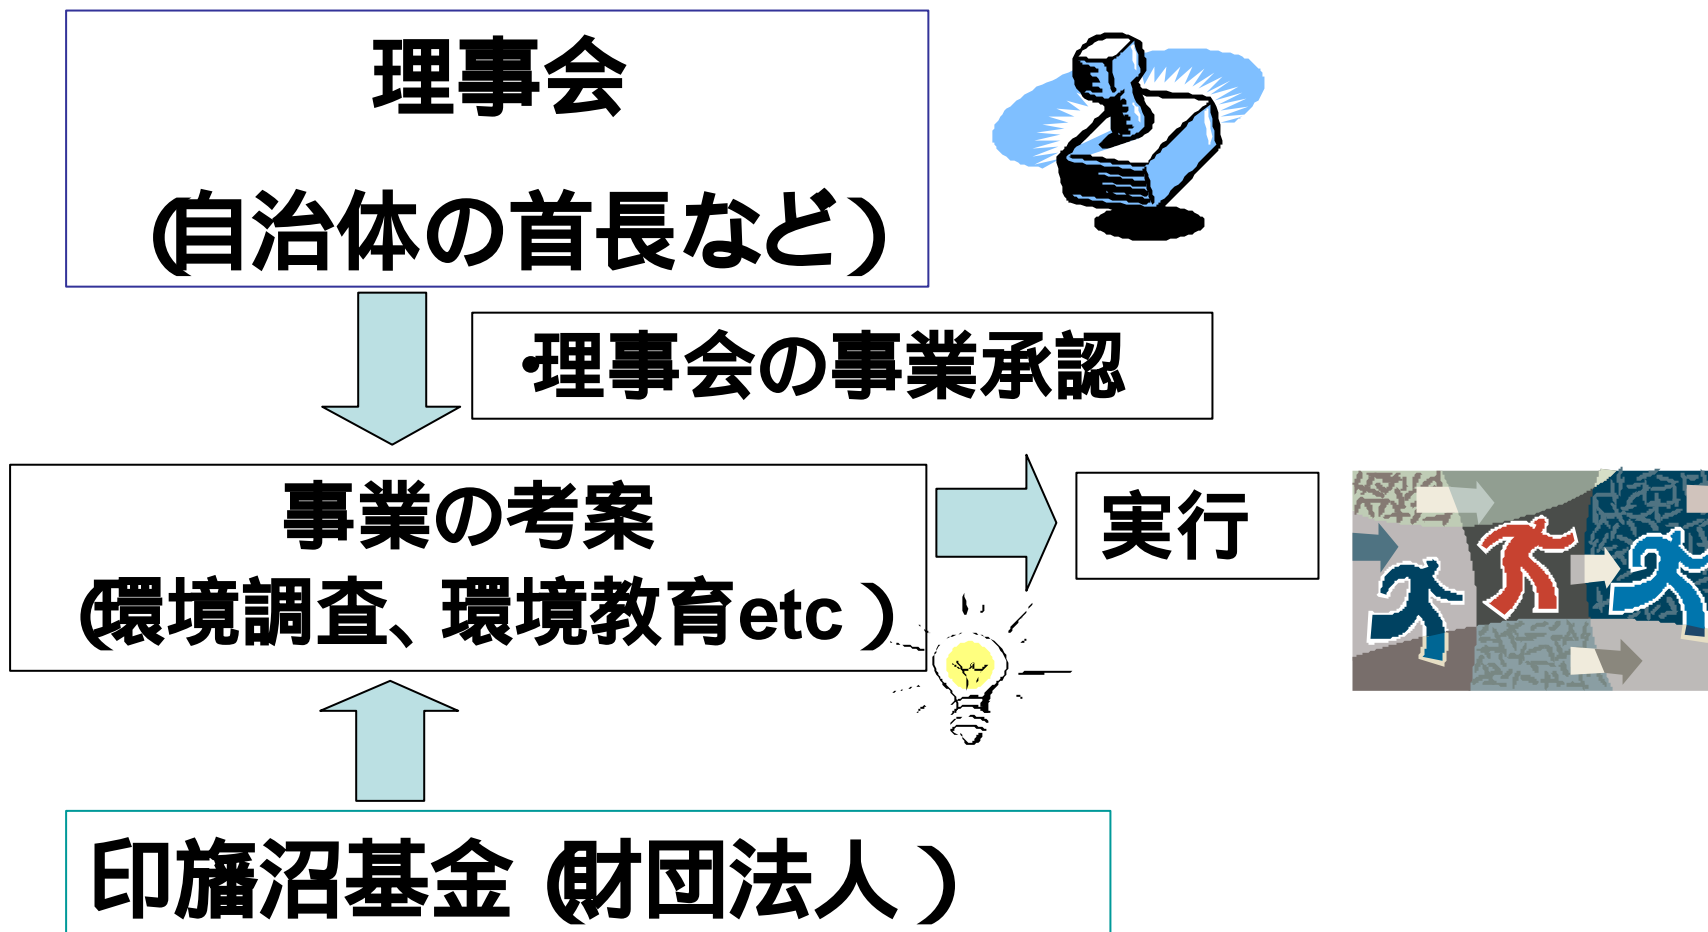 理事会
(自治体の首長など)
・理事会の事業承認
事業の考案
(環境調査、環境教育etc)
実行
印旛沼基金(財団法人)